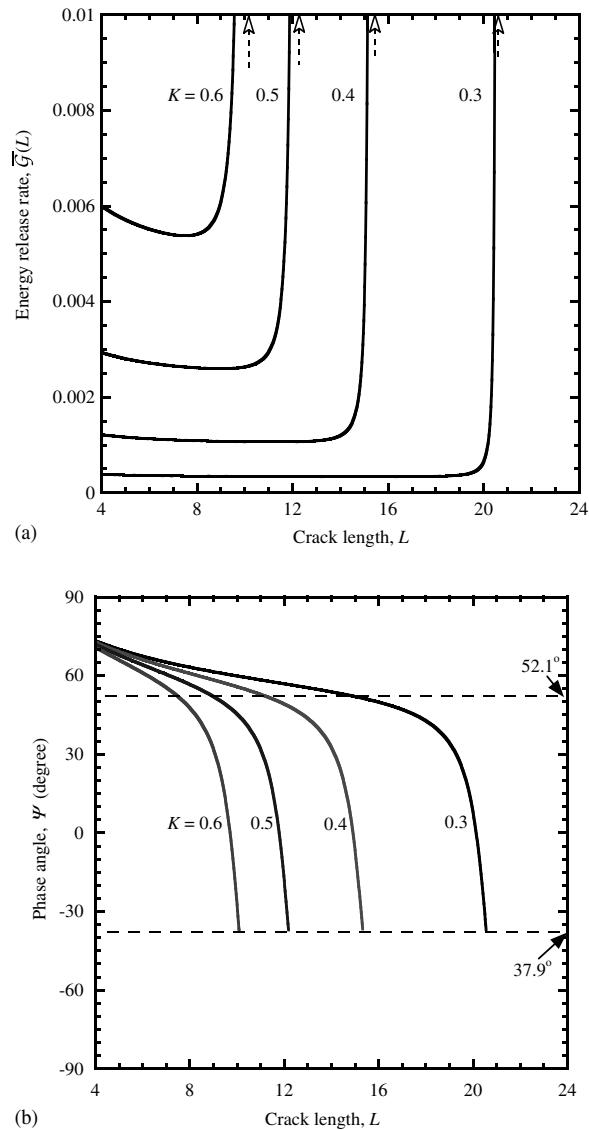 0.01
K = 0.6 0.5 0.4 0.3
0.008
0.006
0.004
0.002
0
Energy release rate, 𝒢̅(L)
4 8 12 16 20 24
(a)
Crack length, L
90
60
30
0
-30
-60
-90
Phase angle, Ψ (degree)
52.1°
K = 0.6 0.5 0.4 0.3
37.9°
4 8 12 16 20 24
(b)
Crack length, L